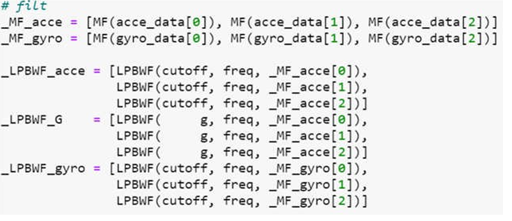 # filt
_MF_acce = [MF(acce_data[0]), MF(acce_data[1]), MF(acce_data[2])]
_MF_gyro = [MF(gyro_data[0]), MF(gyro_data[1]), MF(gyro_data[2])]

_LPBWF_acce = [LPBWF(cutoff, freq, _MF_acce[0]),
               LPBWF(cutoff, freq, _MF_acce[1]),
               LPBWF(cutoff, freq, _MF_acce[2])]
_LPBWF_G    = [LPBWF(     g, freq, _MF_acce[0]),
               LPBWF(     g, freq, _MF_acce[1]),
               LPBWF(     g, freq, _MF_acce[2])]
_LPBWF_gyro = [LPBWF(cutoff, freq, _MF_gyro[0]),
               LPBWF(cutoff, freq, _MF_gyro[1]),
               LPBWF(cutoff, freq, _MF_gyro[2])]